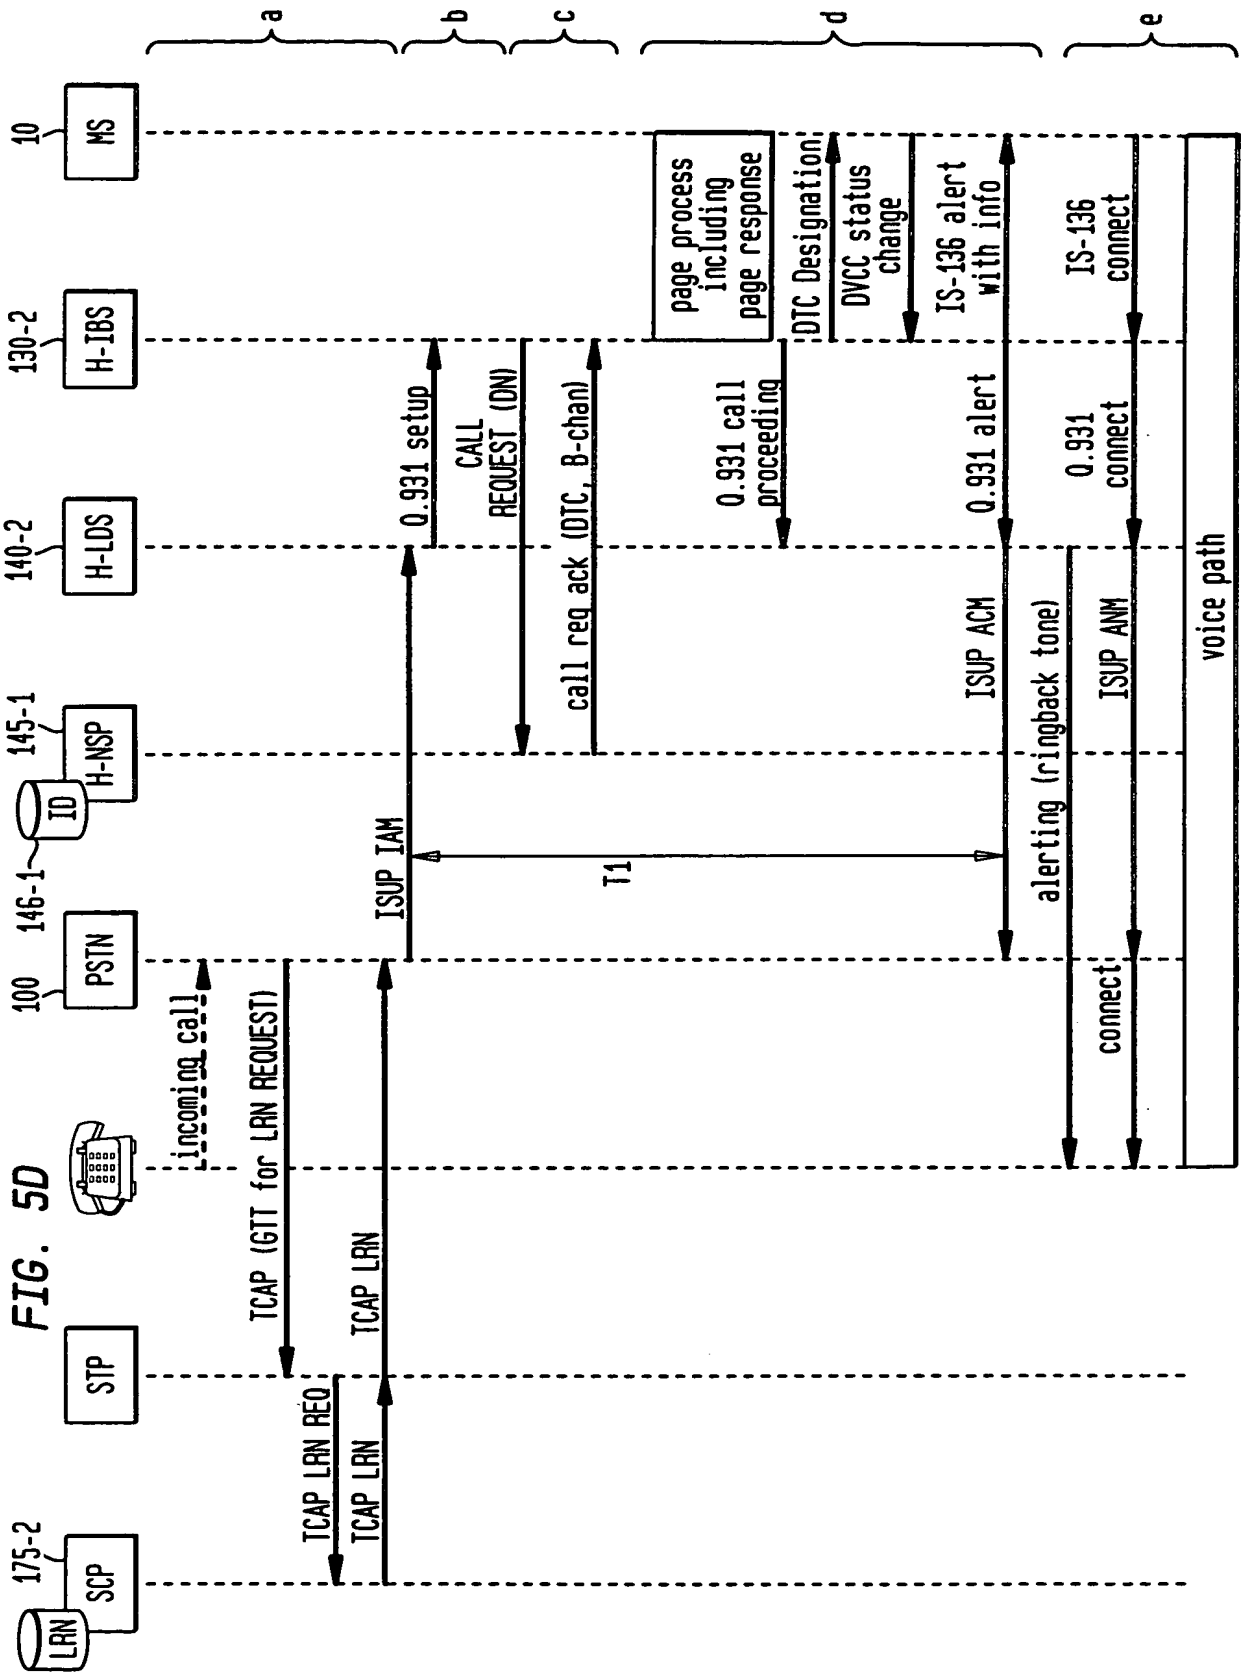 FIG. 5D
175-2
LRN
SCP
STP
100
PSTN
146-1
ID
145-1
H-NSP
140-2
H-LDS
130-2
H-IBS
10
MS
incoming call
TCAP (GTT for LRN REQUEST)
TCAP LRN REQ
TCAP LRN
TCAP LRN
a
ISUP IAM
Q.931 setup
b
CALL
REQUEST (DN)
call req ack (DTC, B-chan)
c
T1
page process
including
page response
Q.931 call
proceeding
DTC Designation
DVCC status
change
IS-136 alert
with info
Q.931 alert
ISUP ACM
d
alerting (ringback tone)
IS-136
connect
Q.931
connect
ISUP ANM
connect
voice path
e